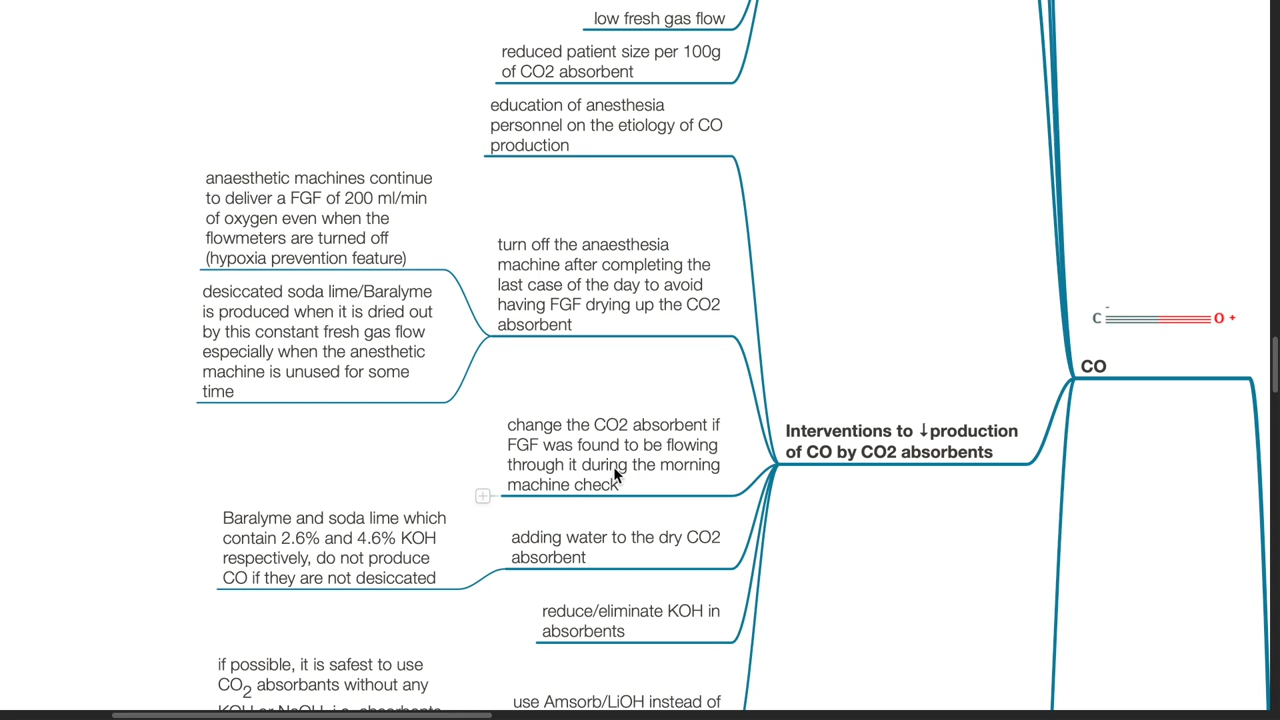 low fresh gas flow
reduced patient size per 100g
of CO2 absorbent
education of anesthesia
personnel on the etiology of CO
production
anaesthetic machines continue
to deliver a FGF of 200 ml/min
of oxygen even when the
flowmeters are turned off
(hypoxia prevention feature)
turn off the anaesthesia
machine after completing the
last case of the day to avoid
having FGF drying up the CO2
absorbent
desiccated soda lime/Baralyme
is produced when it is dried out
by this constant fresh gas flow
especially when the anesthetic
machine is unused for some
time
C - O +
CO
change the CO2 absorbent if
FGF was found to be flowing
through it during the morning
machine check
Interventions to ↓production
of CO by CO2 absorbents
Baralyme and soda lime which
contain 2.6% and 4.6% KOH
respectively, do not produce
CO if they are not desiccated
adding water to the dry CO2
absorbent
reduce/eliminate KOH in
absorbents
if possible, it is safest to use
CO2 absorbants without any
KOH or NaOH, i.e. absorbents
use Amsorb/LiOH instead of